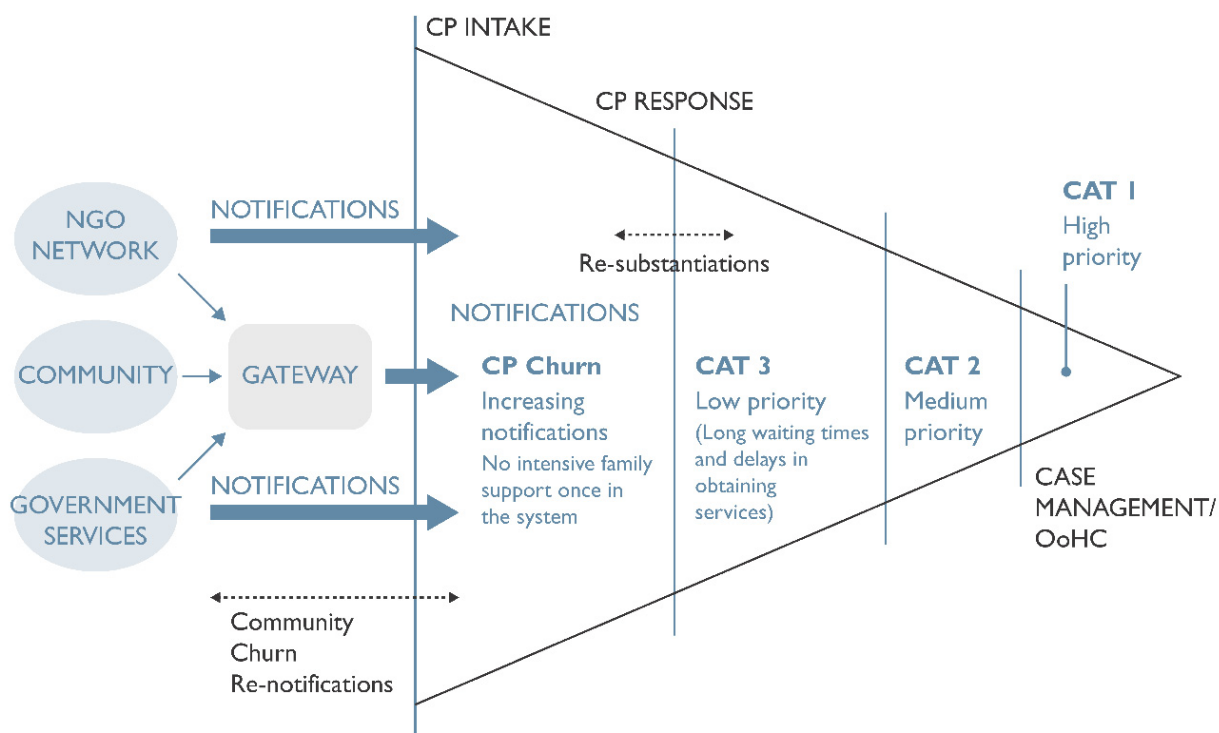 CP INTAKE
CP RESPONSE
CAT 1
High
priority
NGO
NETWORK
NOTIFICATIONS
Re-substantiations
NOTIFICATIONS
COMMUNITY
GATEWAY
CP Churn
Increasing
notifications
No intensive family
support once in
the system
CAT 3
Low priority
(Long waiting times
and delays in
obtaining
services)
CAT 2
Medium
priority
GOVERNMENT
SERVICES
NOTIFICATIONS
CASE
MANAGEMENT/
OoHC
Community
Churn
Re-notifications